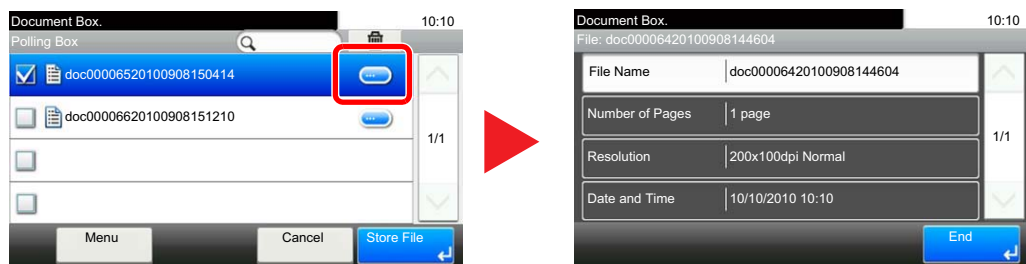 Document Box.
10:10
Polling Box
doc00006520100908150414
...
doc00006620100908151210
...
1/1
Menu
Cancel
Store File
Document Box.
10:10
File: doc00006420100908144604
File Name
doc00006420100908144604
Number of Pages
1 page
1/1
Resolution
200x100dpi Normal
Date and Time
10/10/2010 10:10
End